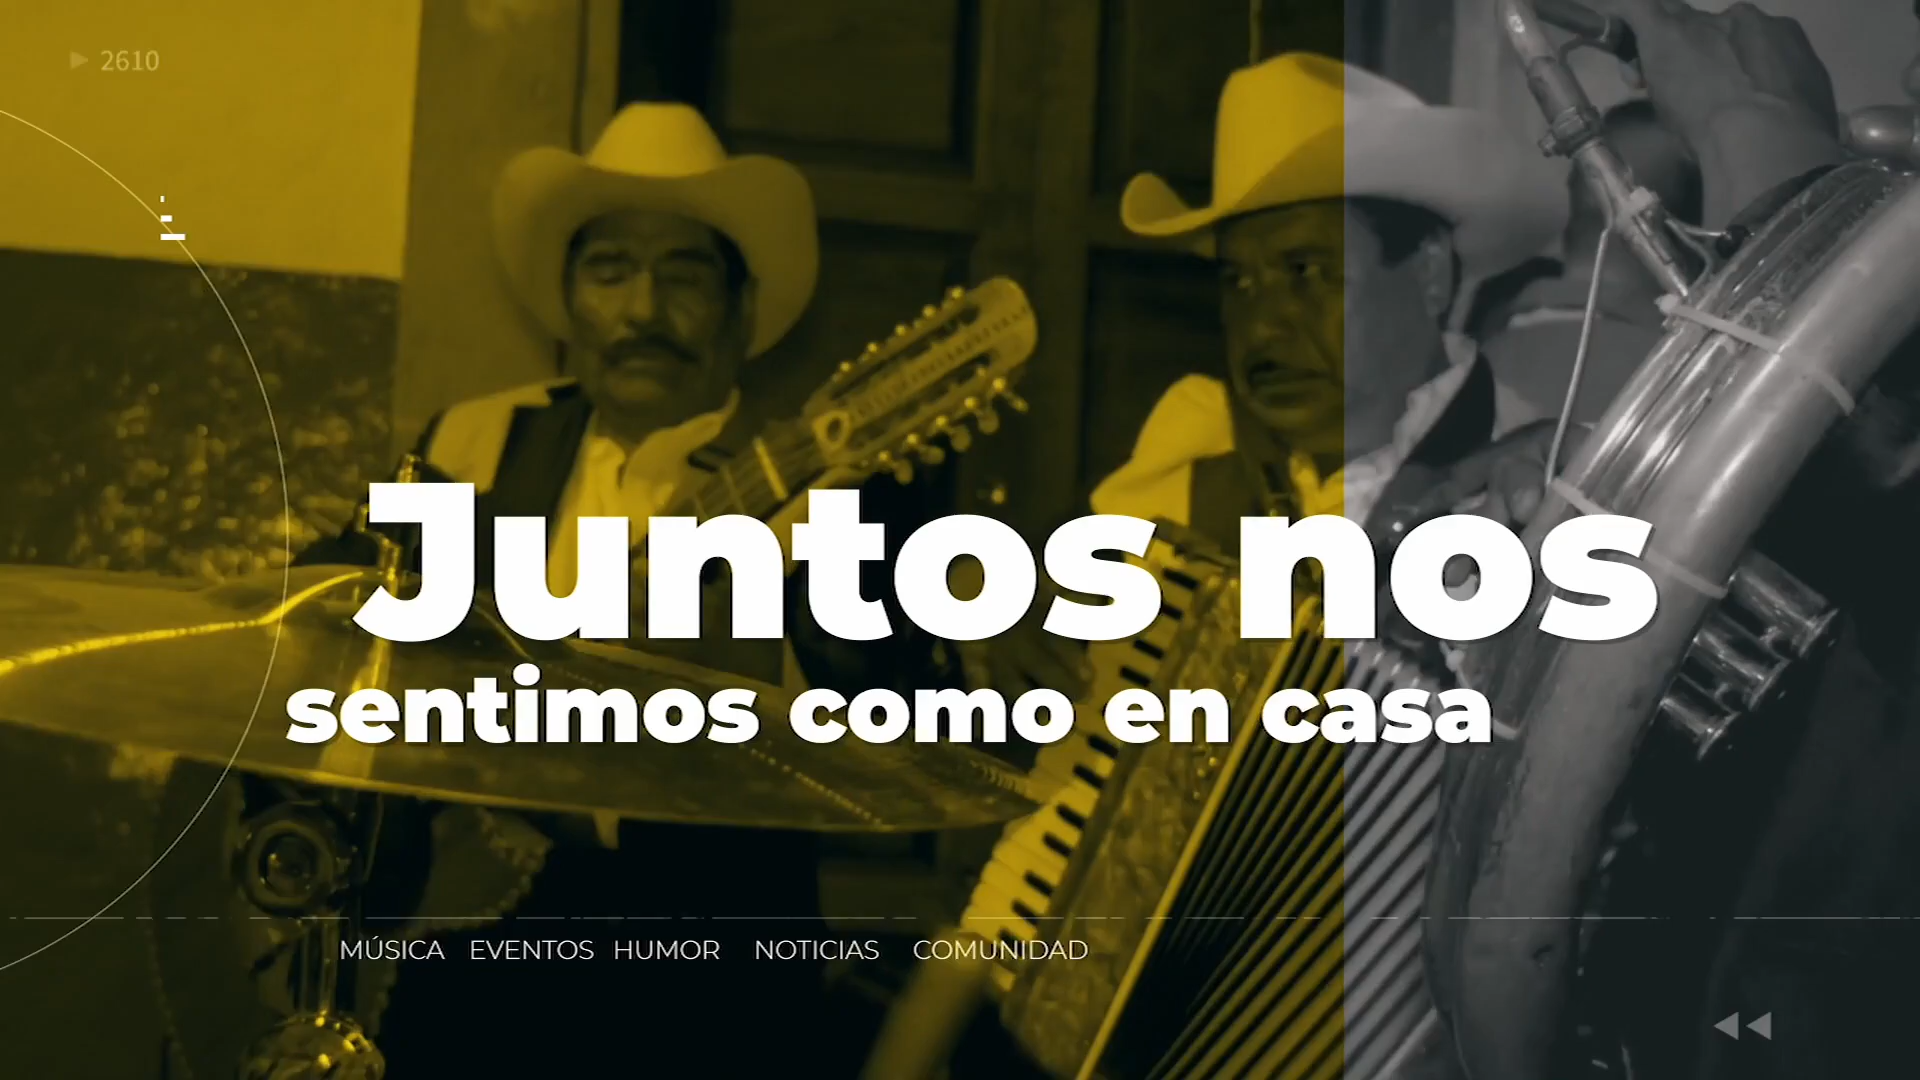 2610
Juntos nos
sentimos como en casa
MÚSICA EVENTOS HUMOR NOTICIAS COMUNIDAD